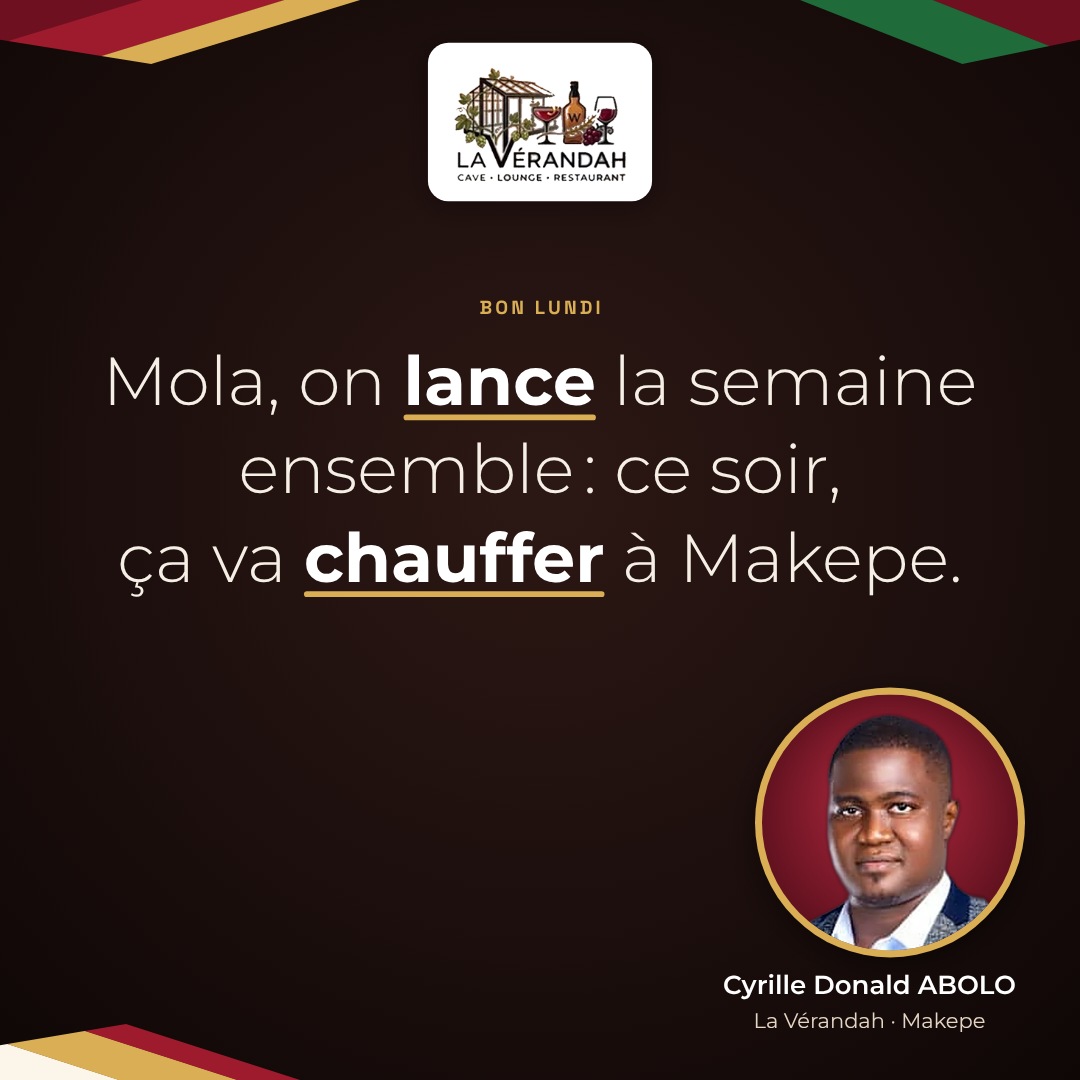 W
LA VÉRANDAH
CAVE • LOUNGE • RESTAURANT
BON LUNDI
Mola, on lance la semaine
ensemble : ce soir,
ça va chauffer à Makepe.
Cyrille Donald ABOLO
La Vérandah · Makepe